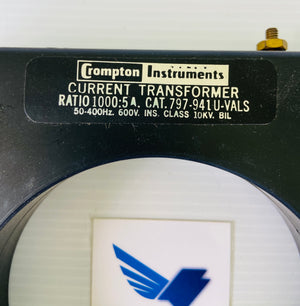 Crompton Instruments
CURRENT TRANSFORMER
RATIO 1000:5A. CAT. 797-941U-VALS
50-400Hz. 600V. INS. CLASS 10KV. BIL